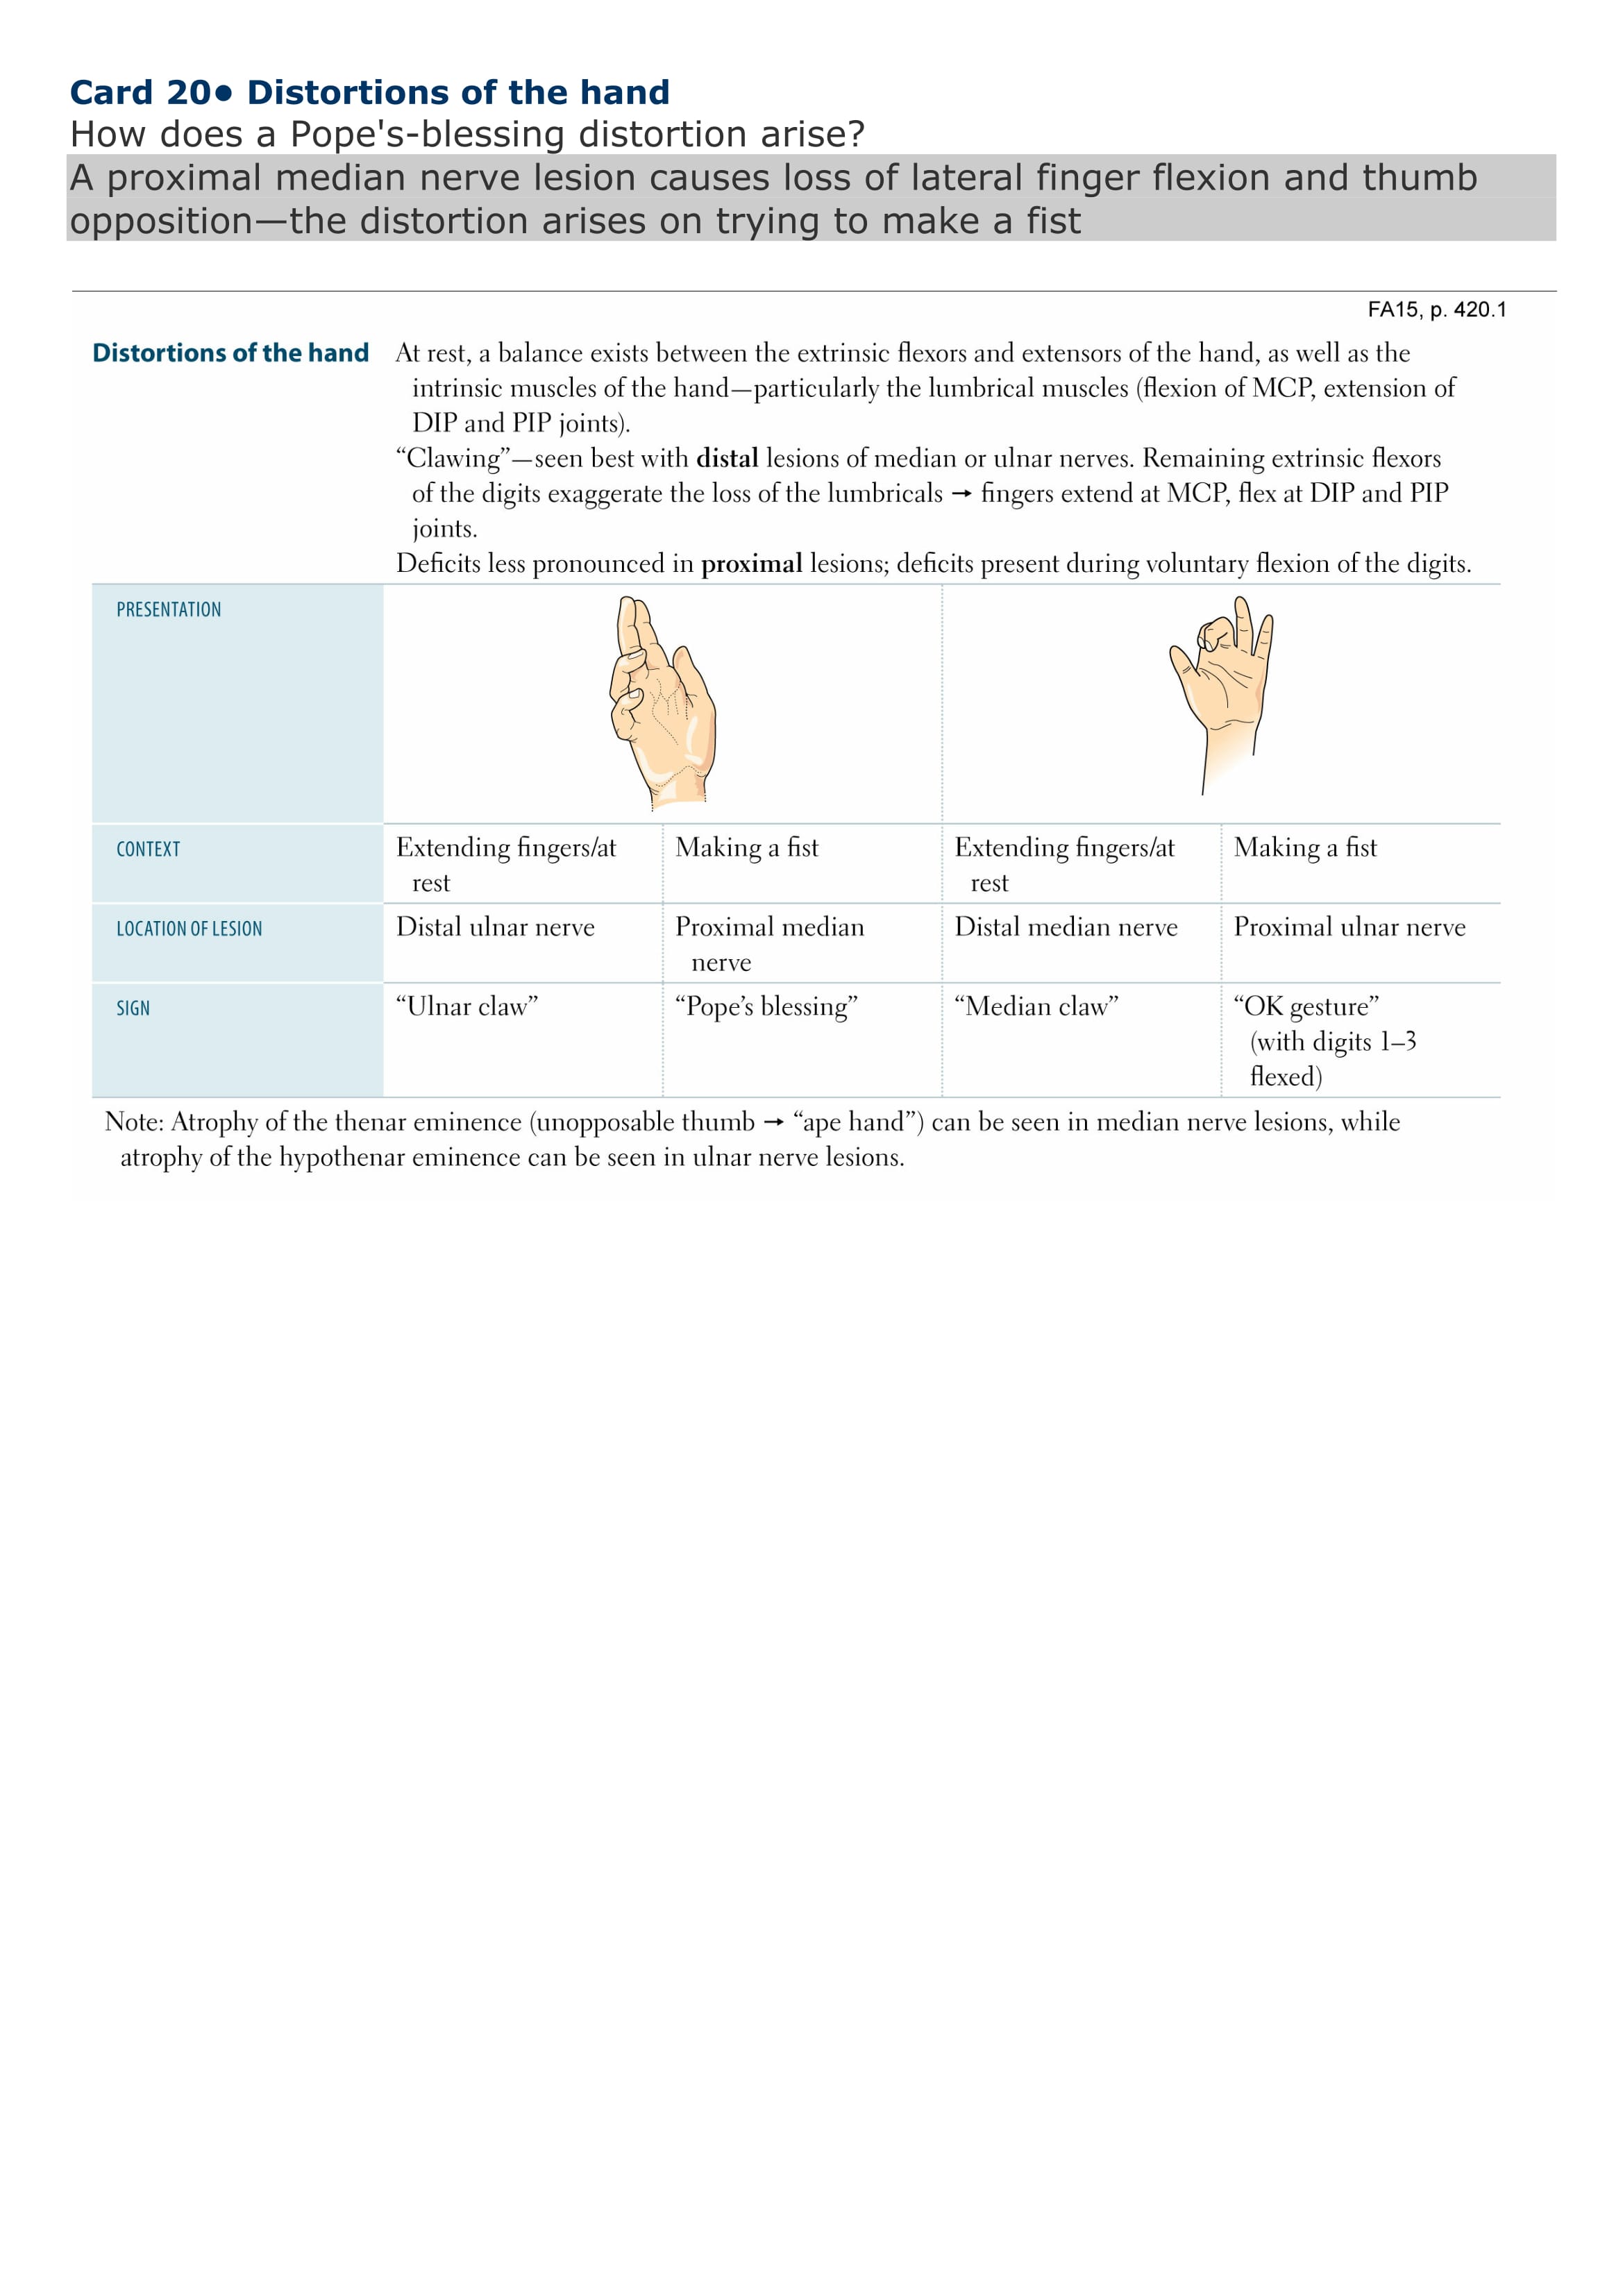 Card 20• Distortions of the hand
How does a Pope's-blessing distortion arise?
A proximal median nerve lesion causes loss of lateral finger flexion and thumb
opposition—the distortion arises on trying to make a fist
FA15, p. 420.1
Distortions of the hand
At rest, a balance exists between the extrinsic flexors and extensors of the hand, as well as the
intrinsic muscles of the hand—particularly the lumbrical muscles (flexion of MCP, extension of
DIP and PIP joints).
“Clawing”—seen best with distal lesions of median or ulnar nerves. Remaining extrinsic flexors
of the digits exaggerate the loss of the lumbricals → fingers extend at MCP, flex at DIP and PIP
joints.
Deficits less pronounced in proximal lesions; deficits present during voluntary flexion of the digits.
PRESENTATION
CONTEXT
Extending fingers/at
rest
Making a fist
Extending fingers/at
rest
Making a fist
LOCATION OF LESION
Distal ulnar nerve
Proximal median
nerve
Distal median nerve
Proximal ulnar nerve
SIGN
“Ulnar claw”
“Pope’s blessing”
“Median claw”
“OK gesture”
(with digits 1–3
flexed)
Note: Atrophy of the thenar eminence (unopposable thumb → “ape hand”) can be seen in median nerve lesions, while
atrophy of the hypothenar eminence can be seen in ulnar nerve lesions.